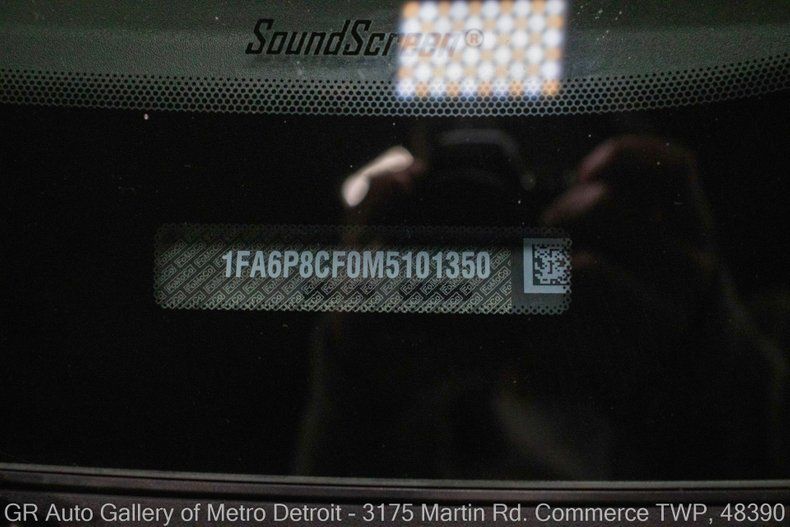 SoundScreen®
1FA6P8CF0M5101350
GR Auto Gallery of Metro Detroit - 3175 Martin Rd. Commerce TWP, 48390